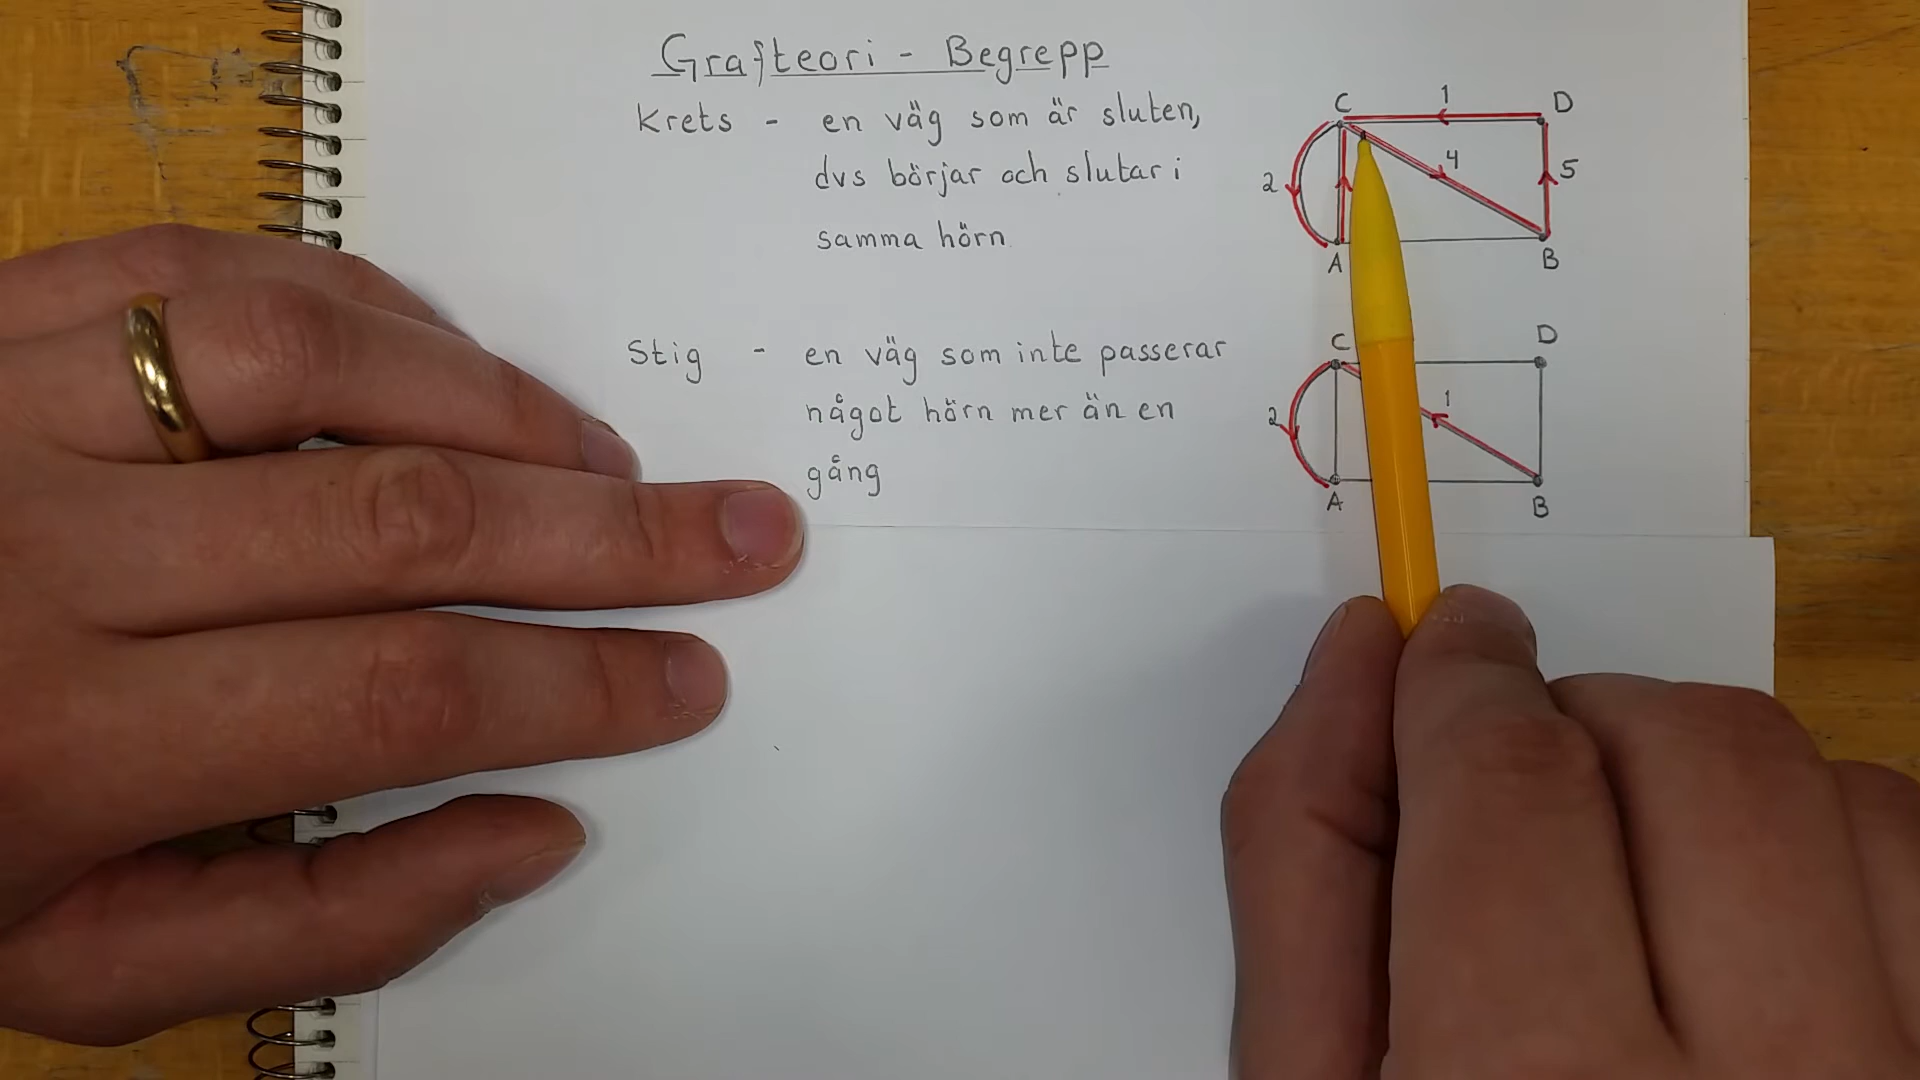 Grafteori - Begrepp
Krets - en väg som är sluten,
dvs börjar och slutar i
samma hörn
C 1 D
2 4 5
A B
Stig - en väg som inte passerar
något hörn mer än en
gång
C D
2 1
A B